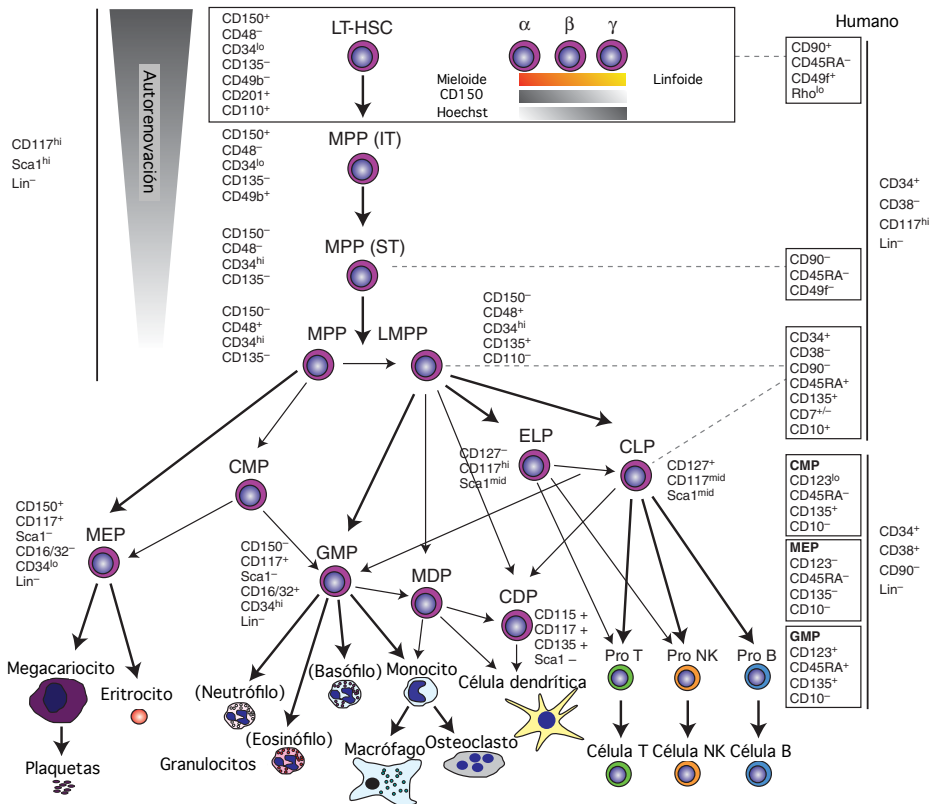 CD150⁺
CD48⁻
CD34ˡᵒ
CD135⁻
CD49b⁻
CD201⁺
CD110⁺
LT-HSC
α β γ
Mieloide
Linfoide
CD150
Hoechst
Humano
CD90⁺
CD45RA⁻
CD49f⁺
Rhoˡᵒ
Autorenovación
CD117ʰⁱ
Sca1ʰⁱ
Lin⁻
CD150⁺
CD48⁻
CD34ˡᵒ
CD135⁻
CD49b⁺
MPP (IT)
CD34⁺
CD38⁻
CD117ʰⁱ
Lin⁻
CD150⁻
CD48⁻
CD34ʰⁱ
CD135⁻
MPP (ST)
CD90⁻
CD45RA⁻
CD49f⁻
CD150⁻
CD48⁺
CD34ʰⁱ
CD135⁻
MPP
LMPP
CD150⁻
CD48⁺
CD34ʰⁱ
CD135⁺
CD110⁻
CD34⁺
CD38⁻
CD90⁻
CD45RA⁺
CD135⁺
CD7⁺/⁻
CD10⁺
CMP
ELP
CD127⁻
CD117ʰⁱ
Sca1ᵐⁱᵈ
CLP
CD127⁺
CD117ᵐⁱᵈ
Sca1ᵐⁱᵈ
CD150⁺
CD117⁺
Sca1⁻
CD16/32⁻
CD34ˡᵒ
Lin⁻
MEP
CD150⁻
CD117⁺
Sca1⁻
CD16/32⁺
CD34ʰⁱ
Lin⁻
GMP
MDP
CDP
CD115 +
CD117 +
CD135 +
Sca1 –
CMP
CD123ˡᵒ
CD45RA⁻
CD135⁺
CD10⁻
MEP
CD123⁻
CD45RA⁻
CD135⁻
CD10⁻
GMP
CD123⁺
CD45RA⁺
CD135⁺
CD10⁻
CD34⁺
CD38⁺
CD90⁻
Lin⁻
Megacariocito
Eritrocito
Plaquetas
(Neutrófilo)
(Eosinófilo)
(Basófilo)
Granulocitos
Monocito
Macrófago
Osteoclasto
Célula dendrítica
Pro T
Pro NK
Pro B
Célula T
Célula NK
Célula B